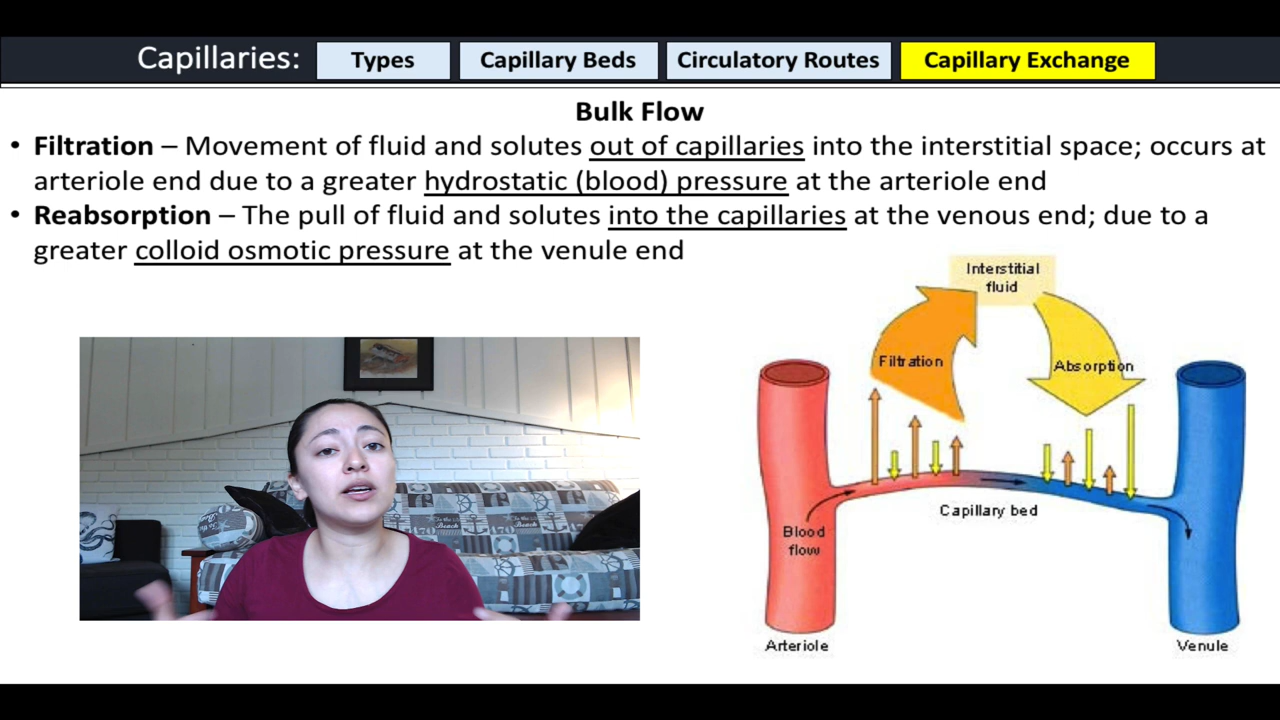 Capillaries: Types Capillary Beds Circulatory Routes Capillary Exchange
Bulk Flow
• Filtration – Movement of fluid and solutes out of capillaries into the interstitial space; occurs at
arteriole end due to a greater hydrostatic (blood) pressure at the arteriole end
• Reabsorption – The pull of fluid and solutes into the capillaries at the venous end; due to a
greater colloid osmotic pressure at the venule end
Interstitial
fluid
Filtration
Absorption
Capillary bed
Blood
flow
Arteriole
Venule